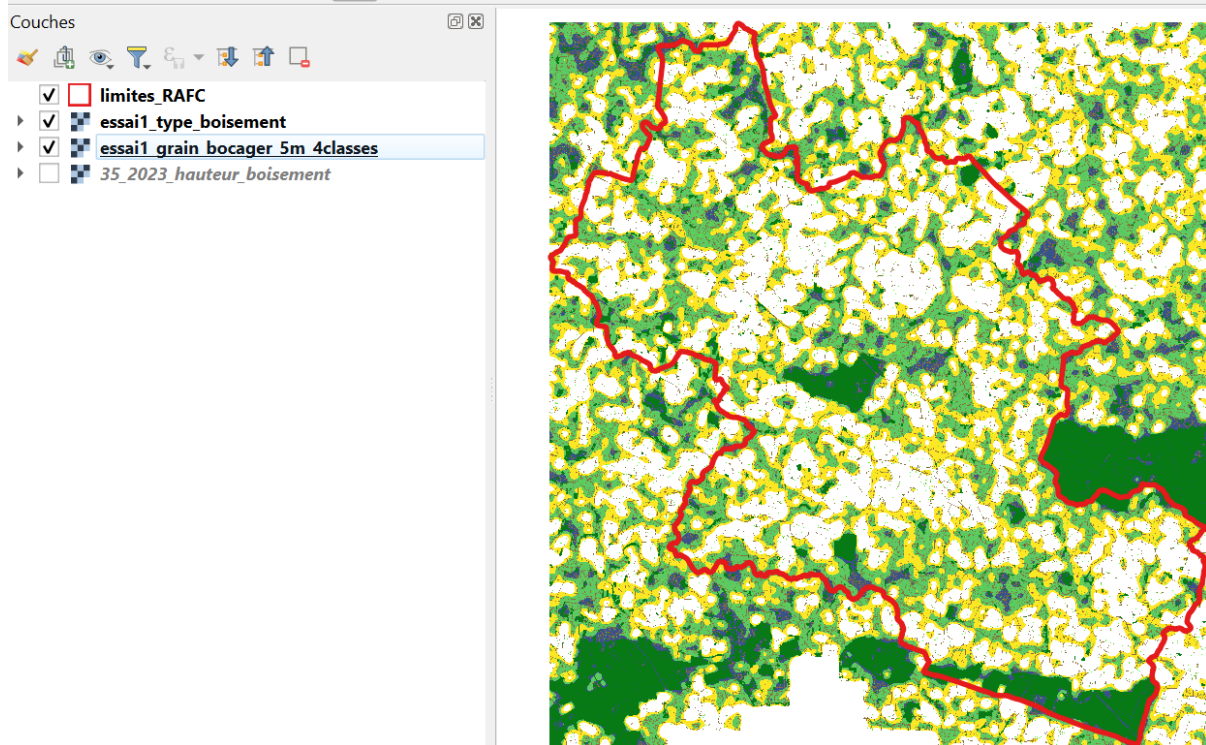 Couches
limites_RAFC
essai1_type_boisement
essai1_grain_bocager_5m_4classes
35_2023_hauteur_boisement